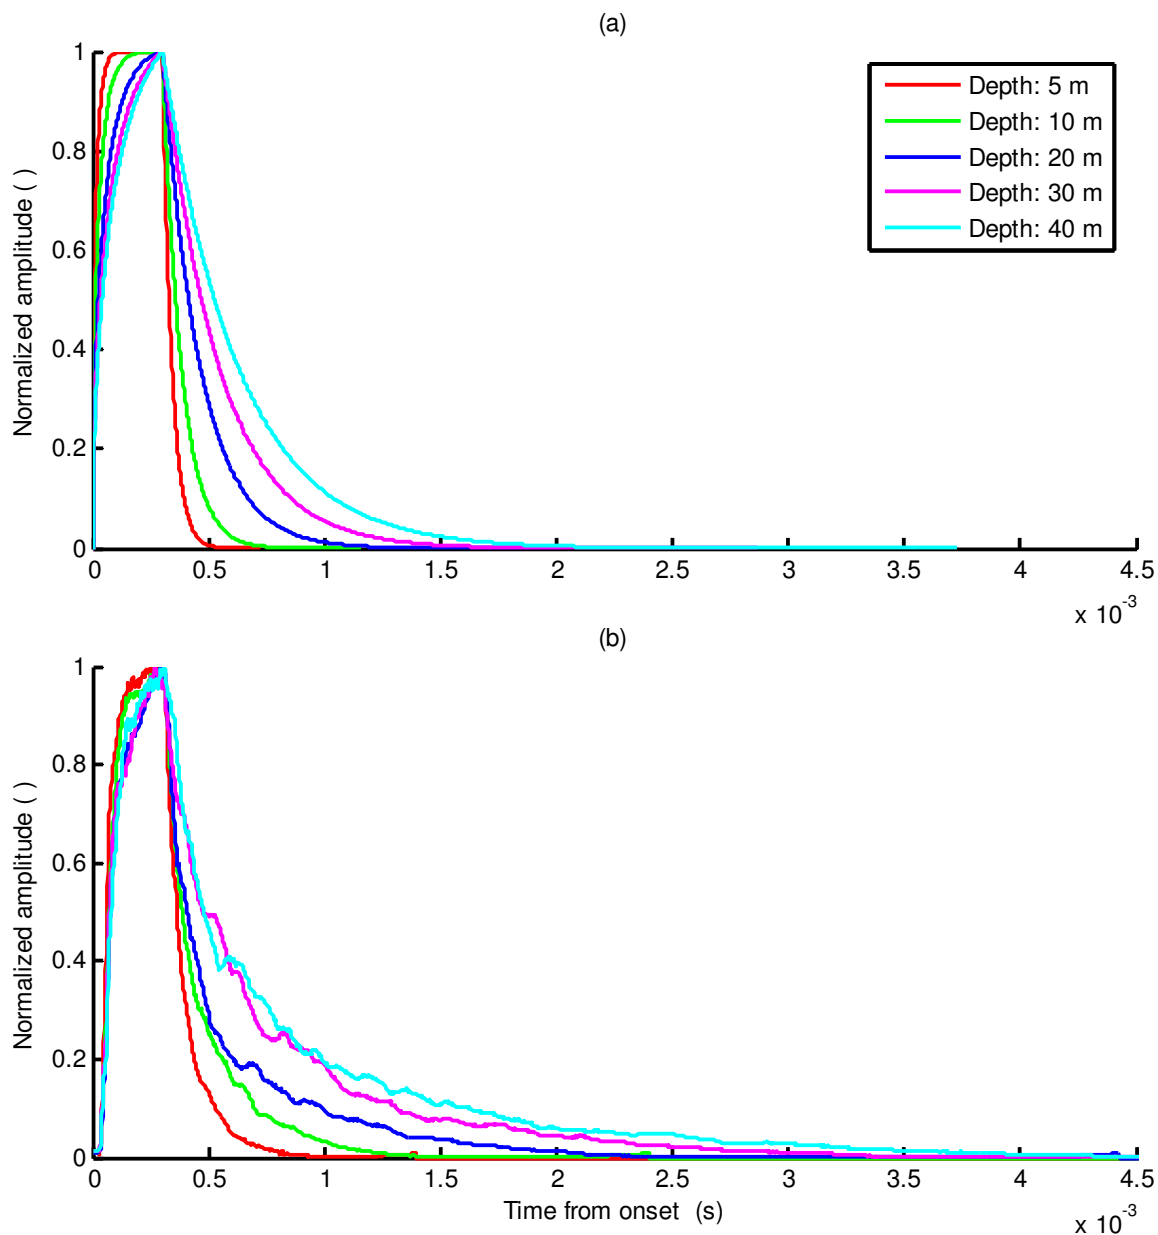 (a)
1
0.8
0.6
0.4
0.2
0
Normalized amplitude ( )
Depth: 5 m
Depth: 10 m
Depth: 20 m
Depth: 30 m
Depth: 40 m
0 0.5 1 1.5 2 2.5 3 3.5 4 4.5
x 10-3
(b)
1
0.8
0.6
0.4
0.2
0
Normalized amplitude ( )
0 0.5 1 1.5 2 2.5 3 3.5 4 4.5
Time from onset (s)
x 10-3